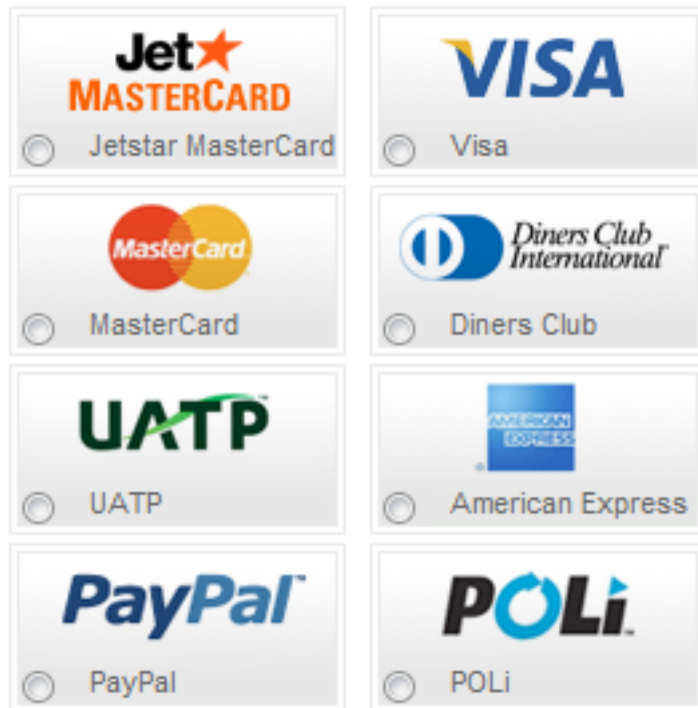 Jet
MASTERCARD
Jetstar MasterCard
VISA
Visa
MasterCard
MasterCard
Diners Club
International
Diners Club
UATP
UATP
AMERICAN
EXPRESS
American Express
PayPal™
PayPal
POLi
POLi